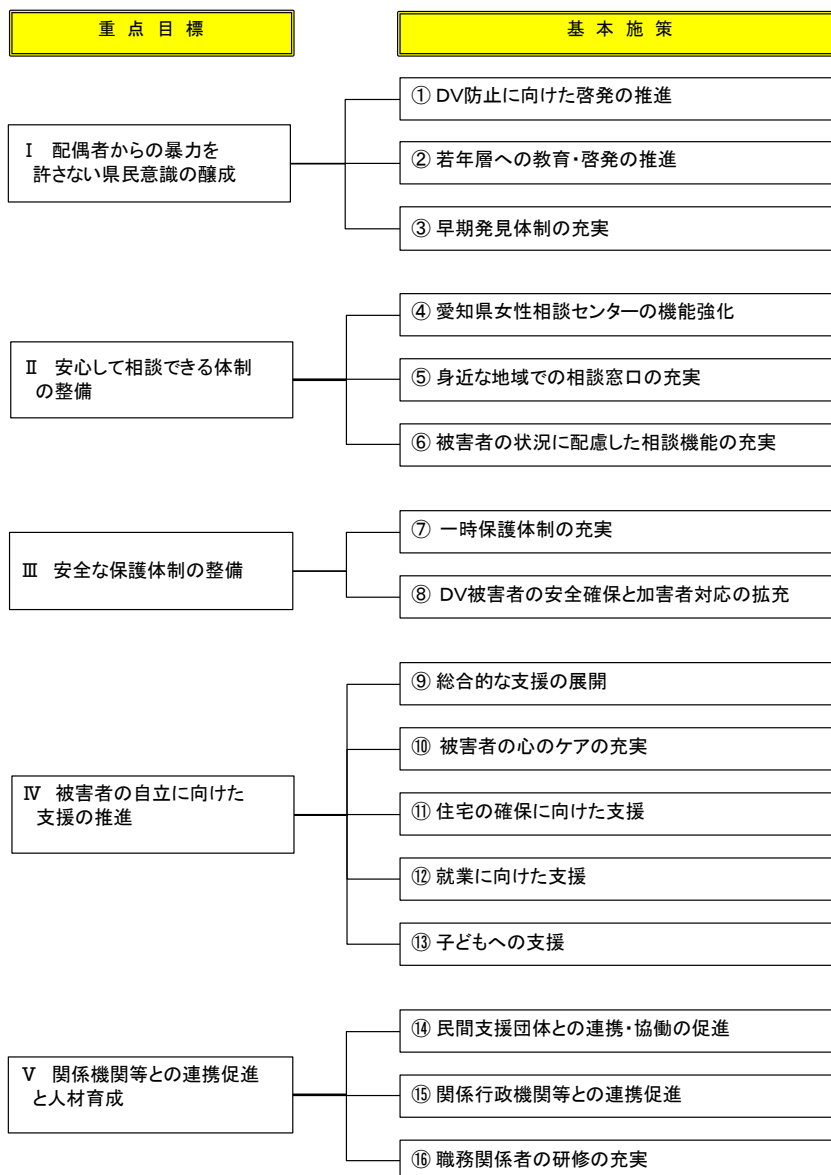 重 点 目 標
基 本 施 策
Ⅰ 配偶者からの暴力を
許さない県民意識の醸成
① DV防止に向けた啓発の推進
② 若年層への教育・啓発の推進
③ 早期発見体制の充実
Ⅱ 安心して相談できる体制
の整備
④ 愛知県女性相談センターの機能強化
⑤ 身近な地域での相談窓口の充実
⑥ 被害者の状況に配慮した相談機能の充実
Ⅲ 安全な保護体制の整備
⑦ 一時保護体制の充実
⑧ DV被害者の安全確保と加害者対応の拡充
Ⅳ 被害者の自立に向けた
支援の推進
⑨ 総合的な支援の展開
⑩ 被害者の心のケアの充実
⑪ 住宅の確保に向けた支援
⑫ 就業に向けた支援
⑬ 子どもへの支援
Ⅴ 関係機関等との連携促進
と人材育成
⑭ 民間支援団体との連携・協働の促進
⑮ 関係行政機関等との連携促進
⑯ 職務関係者の研修の充実